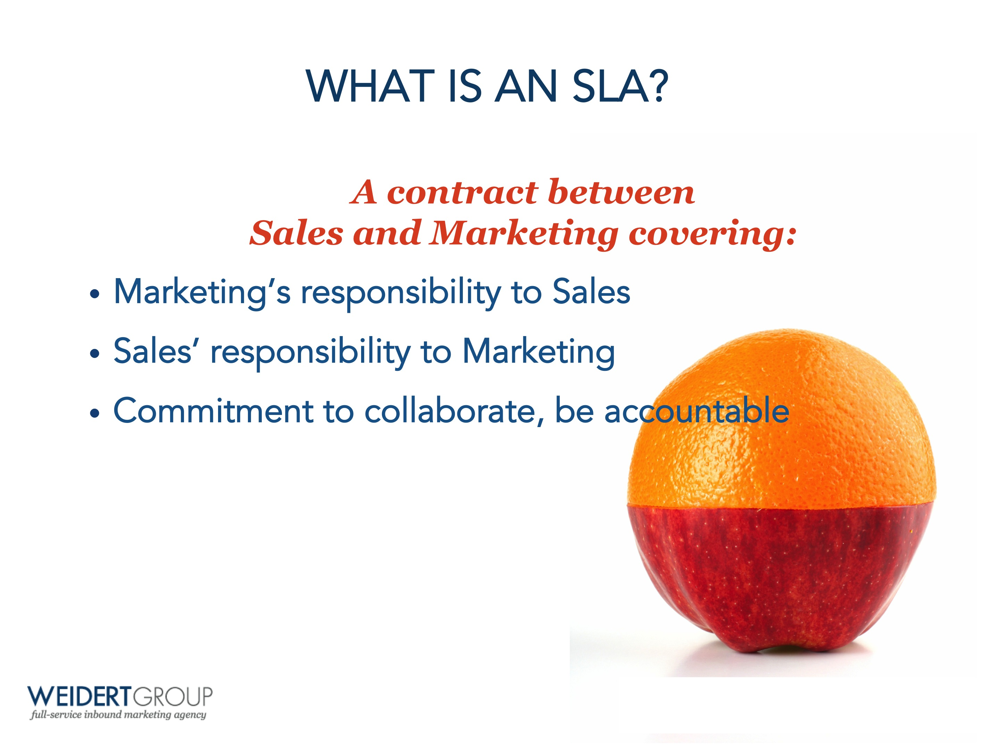 WHAT IS AN SLA?
A contract between
Sales and Marketing covering:
• Marketing’s responsibility to Sales
• Sales’ responsibility to Marketing
• Commitment to collaborate, be accountable
WEIDERTGROUP
full-service inbound marketing agency